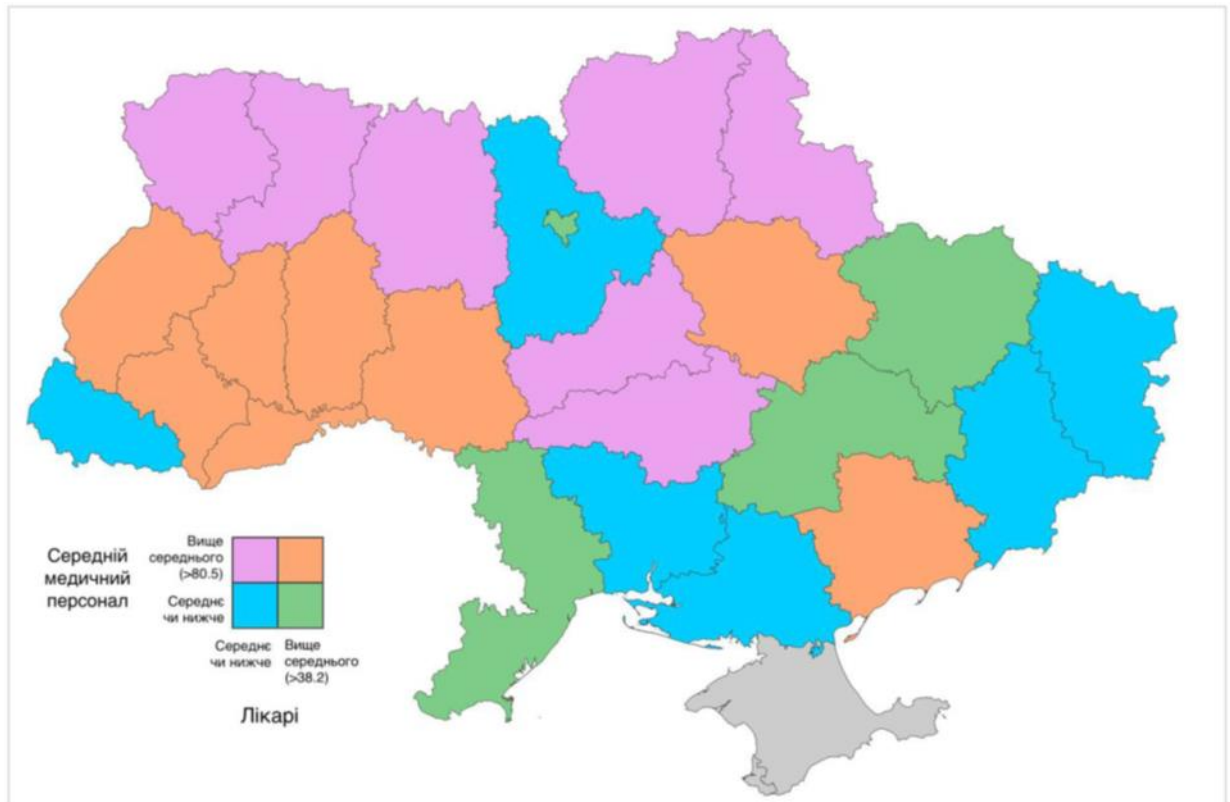 Середній
медичний
персонал
Вище
середнього
(>80.5)
Середнє
чи нижче
Середнє
чи нижче
Вище
середнього
(>38.2)
Лікарі